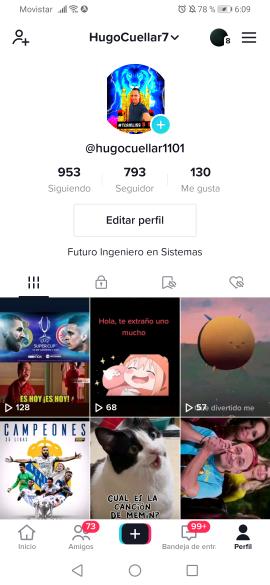 Movistar 78 % 6:09
HugoCuellar7
8
@hugocuellar1101
953 793 130
Siguiendo Seguidor Me gusta
Editar perfil
Futuro Ingeniero en Sistemas
SUPERCUP
ES HOY ¡ES HOY!
128
Hola, te extraño uno
mucho
68
divertido me
57
CAMPEONES
CUAL ES LA
CANCIÓN
DE MEMIN?
73
99+
Inicio Amigos Bandeja de entr. Perfil